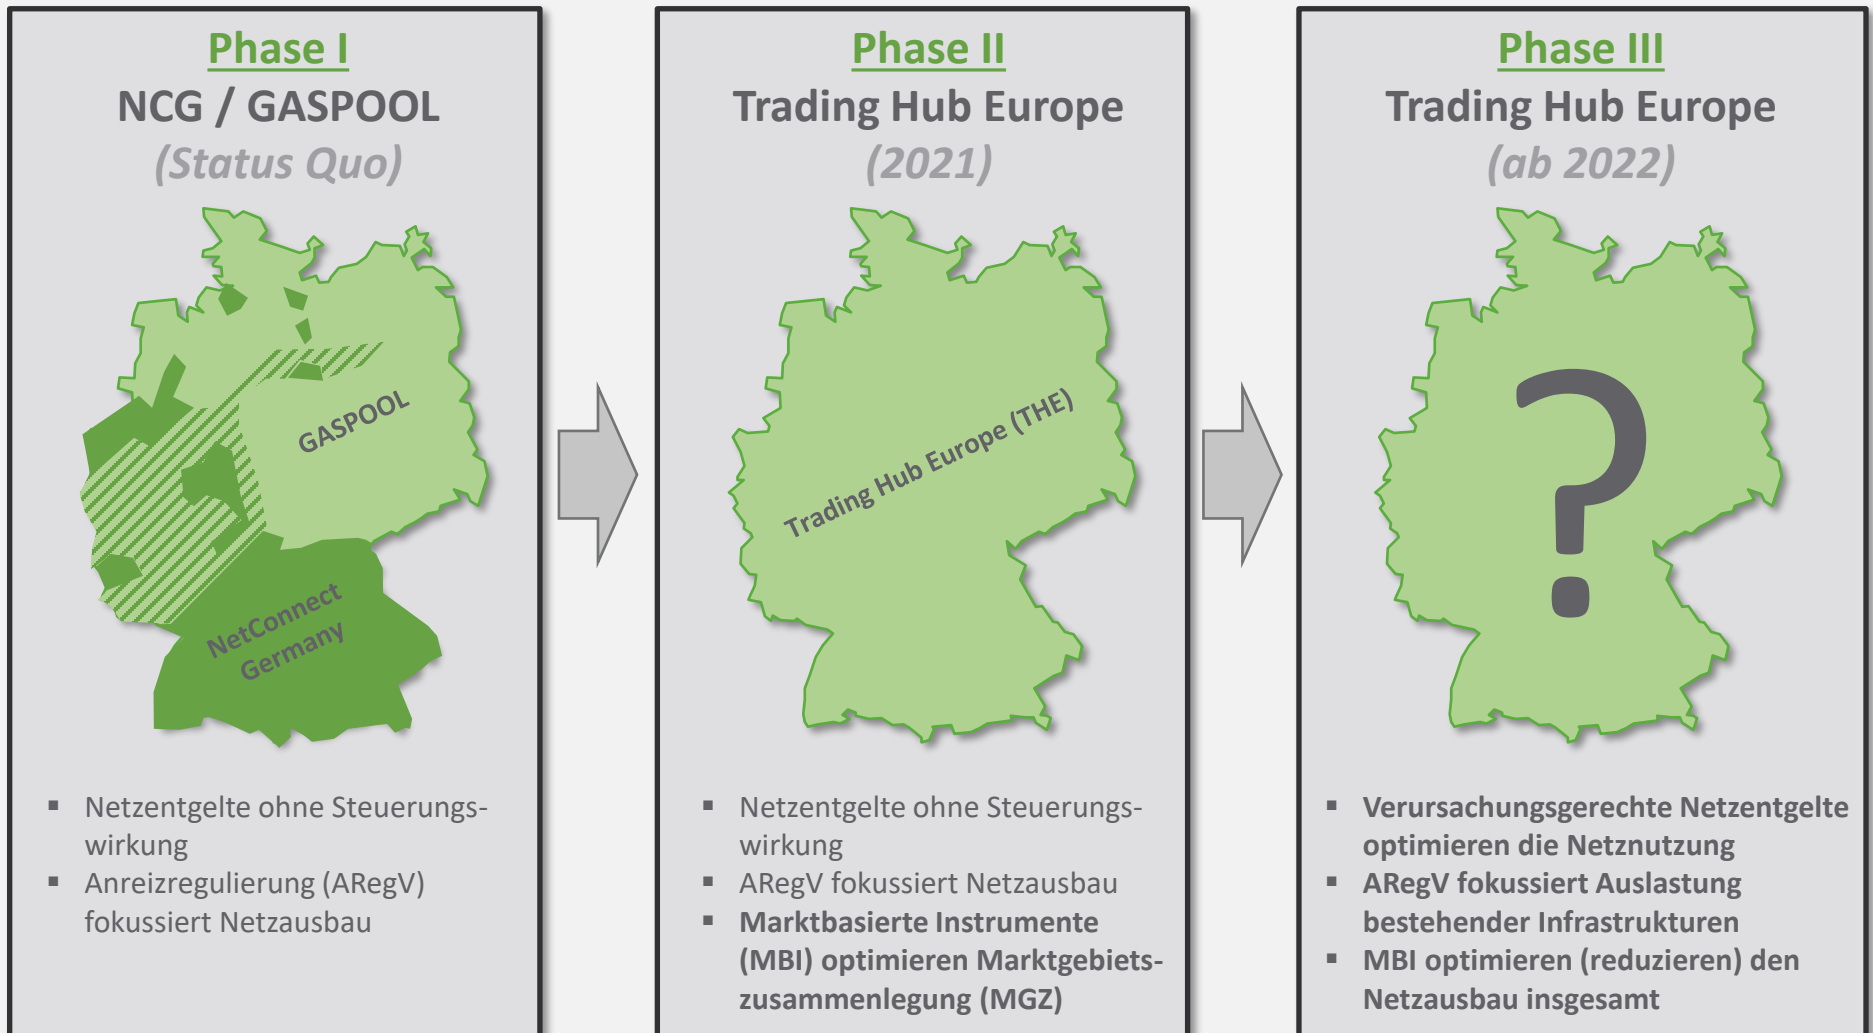 Phase I
NCG / GASPOOL
(Status Quo)
GASPOOL
NetConnect
Germany
▪ Netzentgelte ohne Steuerungs-
wirkung
▪ Anreizregulierung (ARegV)
fokussiert Netzausbau
Phase II
Trading Hub Europe
(2021)
Trading Hub Europe (THE)
▪ Netzentgelte ohne Steuerungs-
wirkung
▪ ARegV fokussiert Netzausbau
▪ Marktbasierte Instrumente
(MBI) optimieren Marktgebiets-
zusammenlegung (MGZ)
Phase III
Trading Hub Europe
(ab 2022)
?
▪ Verursachungsgerechte Netzentgelte
optimieren die Netznutzung
▪ ARegV fokussiert Auslastung
bestehender Infrastrukturen
▪ MBI optimieren (reduzieren) den
Netzausbau insgesamt